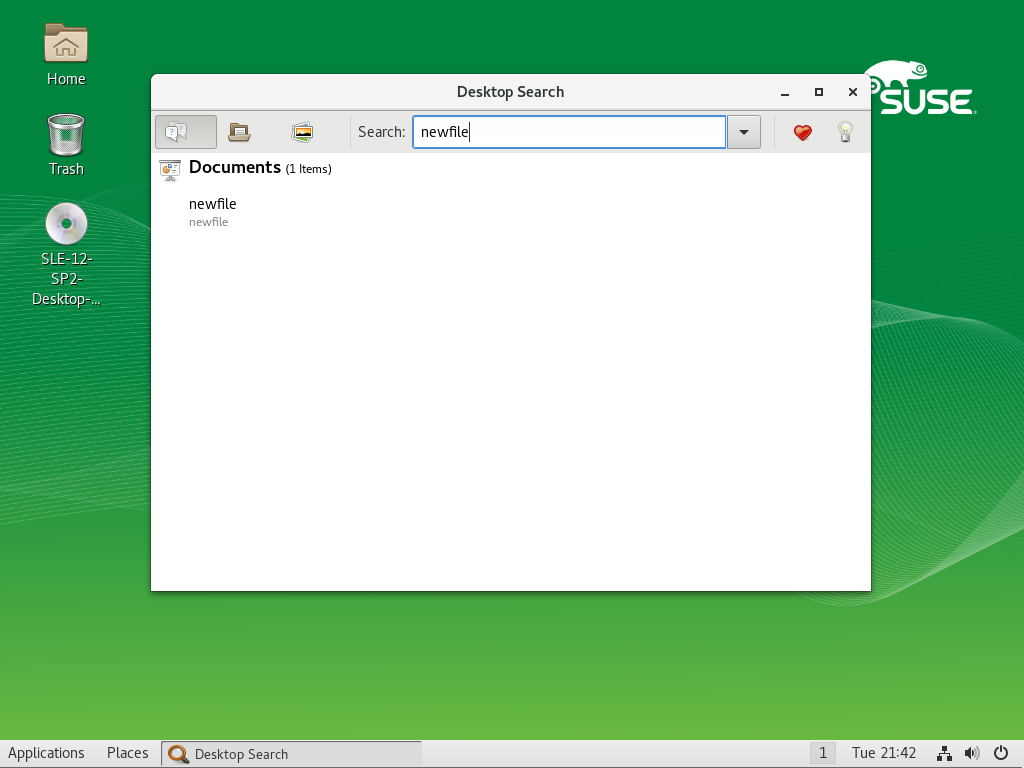 Home
Trash
SLE-12-
SP2-
Desktop-...
SUSE
Desktop Search
Search: newfile
Documents (1 Items)
newfile
newfile
Applications Places Desktop Search 1 Tue 21:42